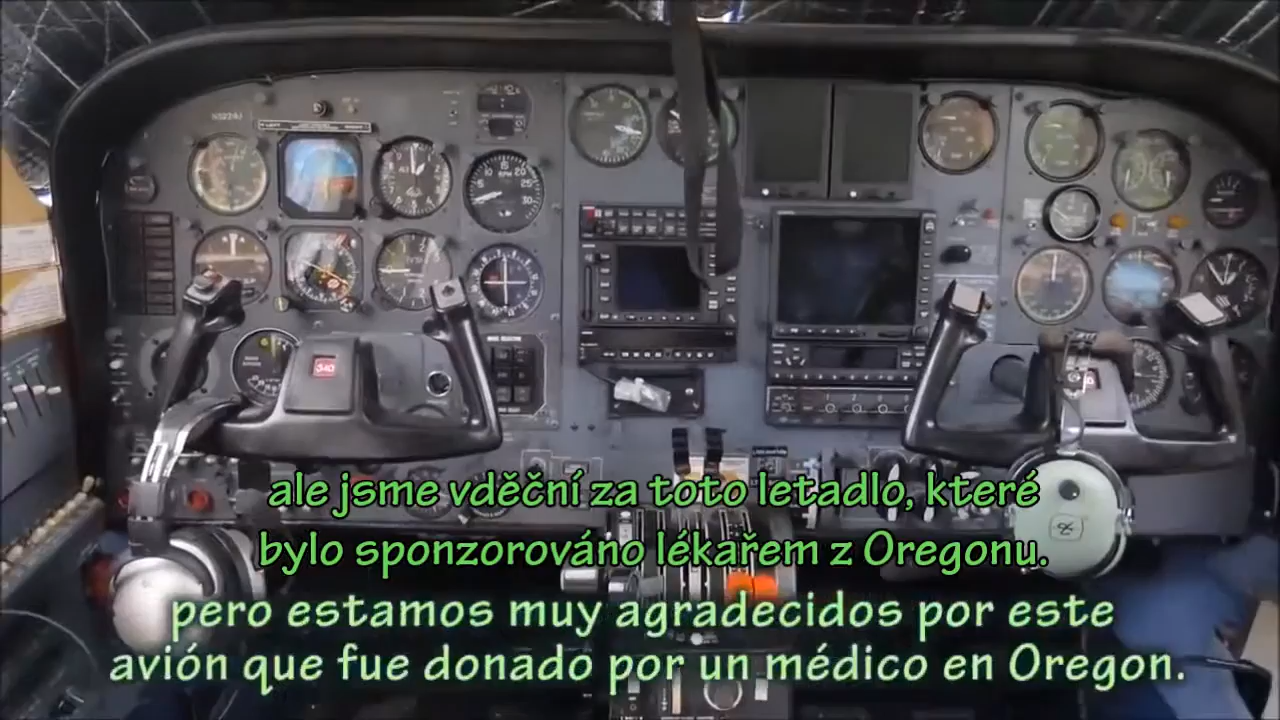 340
ale jsme vděční za toto letadlo, které
bylo sponzorováno lékařem z Oregonu.
pero estamos muy agradecidos por este
avión que fue donado por un médico en Oregon.